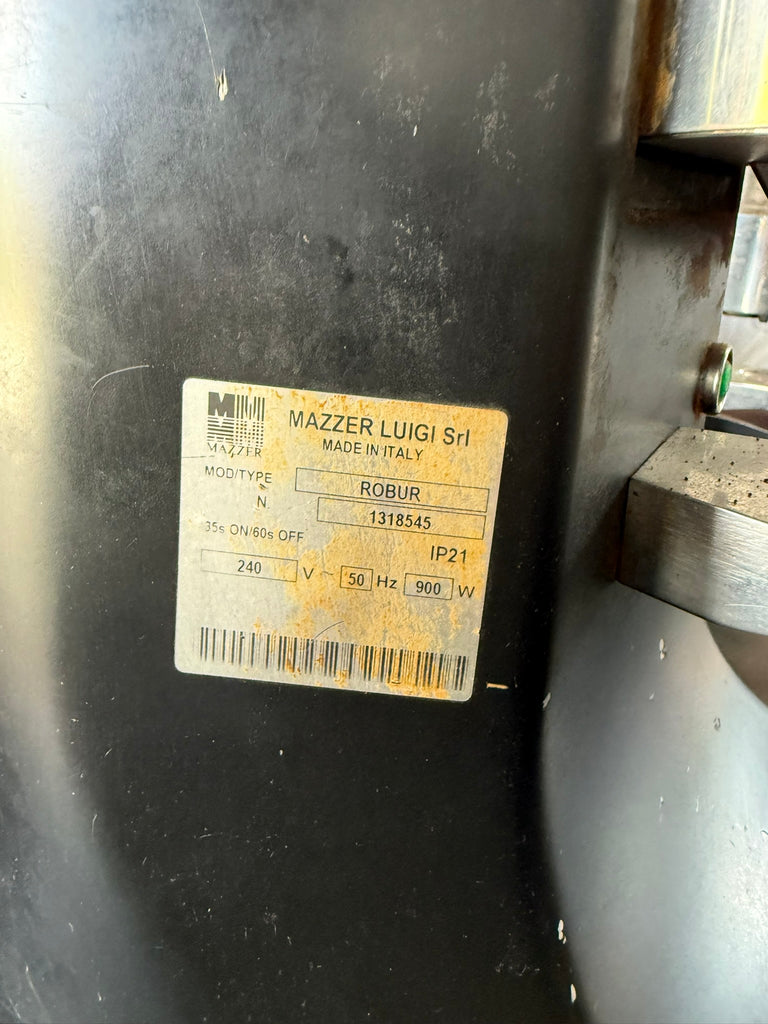 M
MAZZER
MAZZER LUIGI Srl
MADE IN ITALY
MOD/TYPE ROBUR
N. 1318545
35s ON/60s OFF
IP21
240 V ~ 50 Hz 900 W